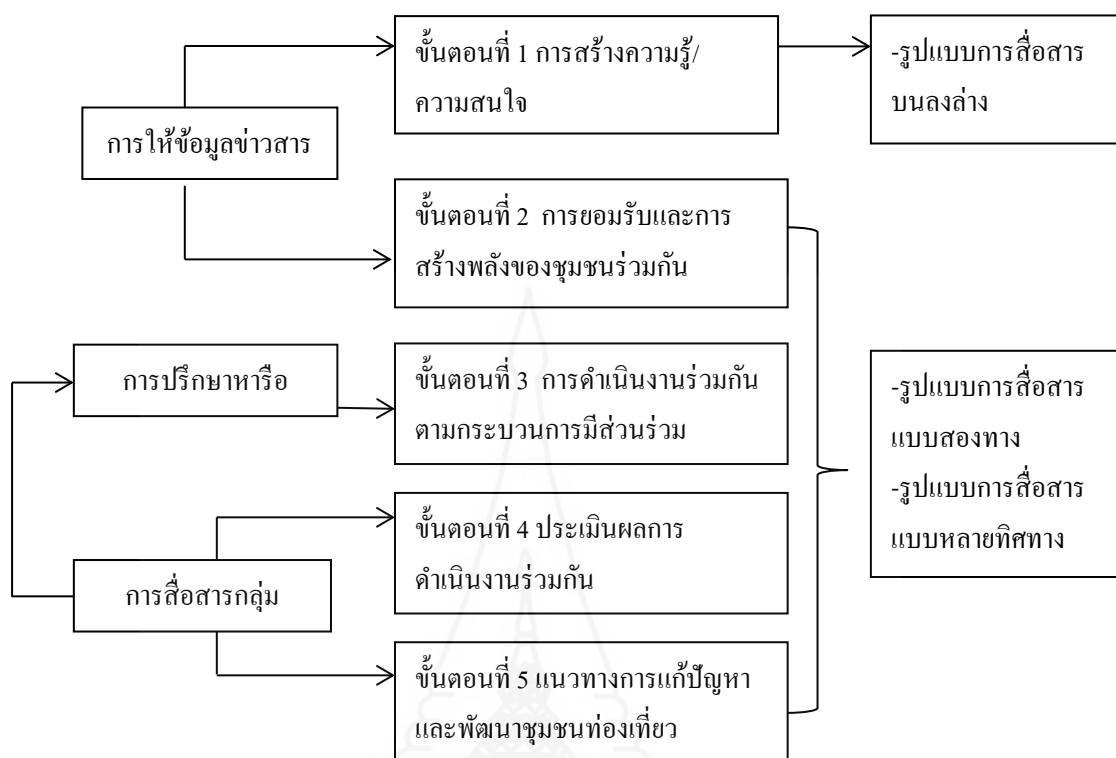 ขั้นตอนที่ 1 การสร้างความรู้/
ความสนใจ
-รูปแบบการสื่อสาร
บนลงล่าง
การให้ข้อมูลข่าวสาร
ขั้นตอนที่ 2 การยอมรับและการ
สร้างพลังของชุมชนร่วมกัน
การปรึกษาหารือ
ขั้นตอนที่ 3 การดำเนินงานร่วมกัน
ตามกระบวนการมีส่วนร่วม
-รูปแบบการสื่อสาร
แบบสองทาง
-รูปแบบการสื่อสาร
แบบหลายทิศทาง
ขั้นตอนที่ 4 ประเมินผลการ
ดำเนินงานร่วมกัน
การสื่อสารกลุ่ม
ขั้นตอนที่ 5 แนวทางการแก้ปัญหา
และพัฒนาชุมชนท่องเที่ยว